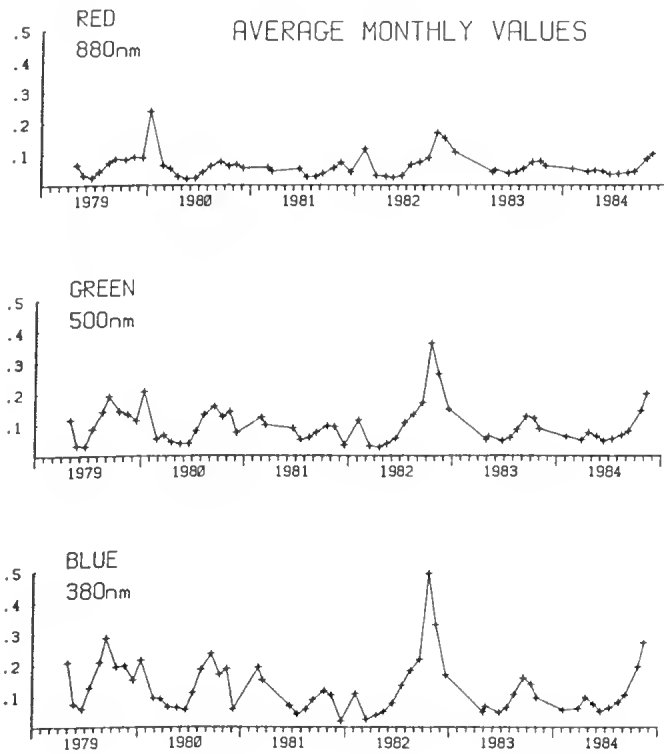 AVERAGE MONTHLY VALUES
RED
880nm
.5
.4
.3
.2
.1
1979 1980 1981 1982 1983 1984
GREEN
500nm
.5
.4
.3
.2
.1
1979 1980 1981 1982 1983 1984
BLUE
380nm
.5
.4
.3
.2
.1
1979 1980 1981 1982 1983 1984